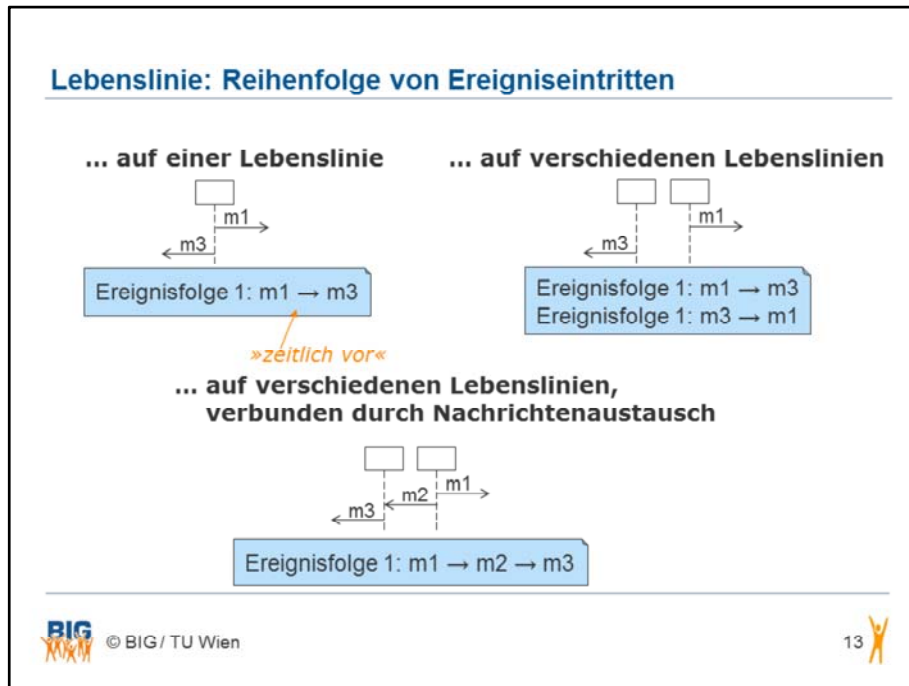 Lebenslinie: Reihenfolge von Ereigniseintritten
... auf einer Lebenslinie
m1
m3
Ereignisfolge 1: m1 → m3
»zeitlich vor«
... auf verschiedenen Lebenslinien
m1
m3
Ereignisfolge 1: m1 → m3
Ereignisfolge 1: m3 → m1
... auf verschiedenen Lebenslinien,
verbunden durch Nachrichtenaustausch
m1
m2
m3
Ereignisfolge 1: m1 → m2 → m3
BIG
© BIG / TU Wien
13